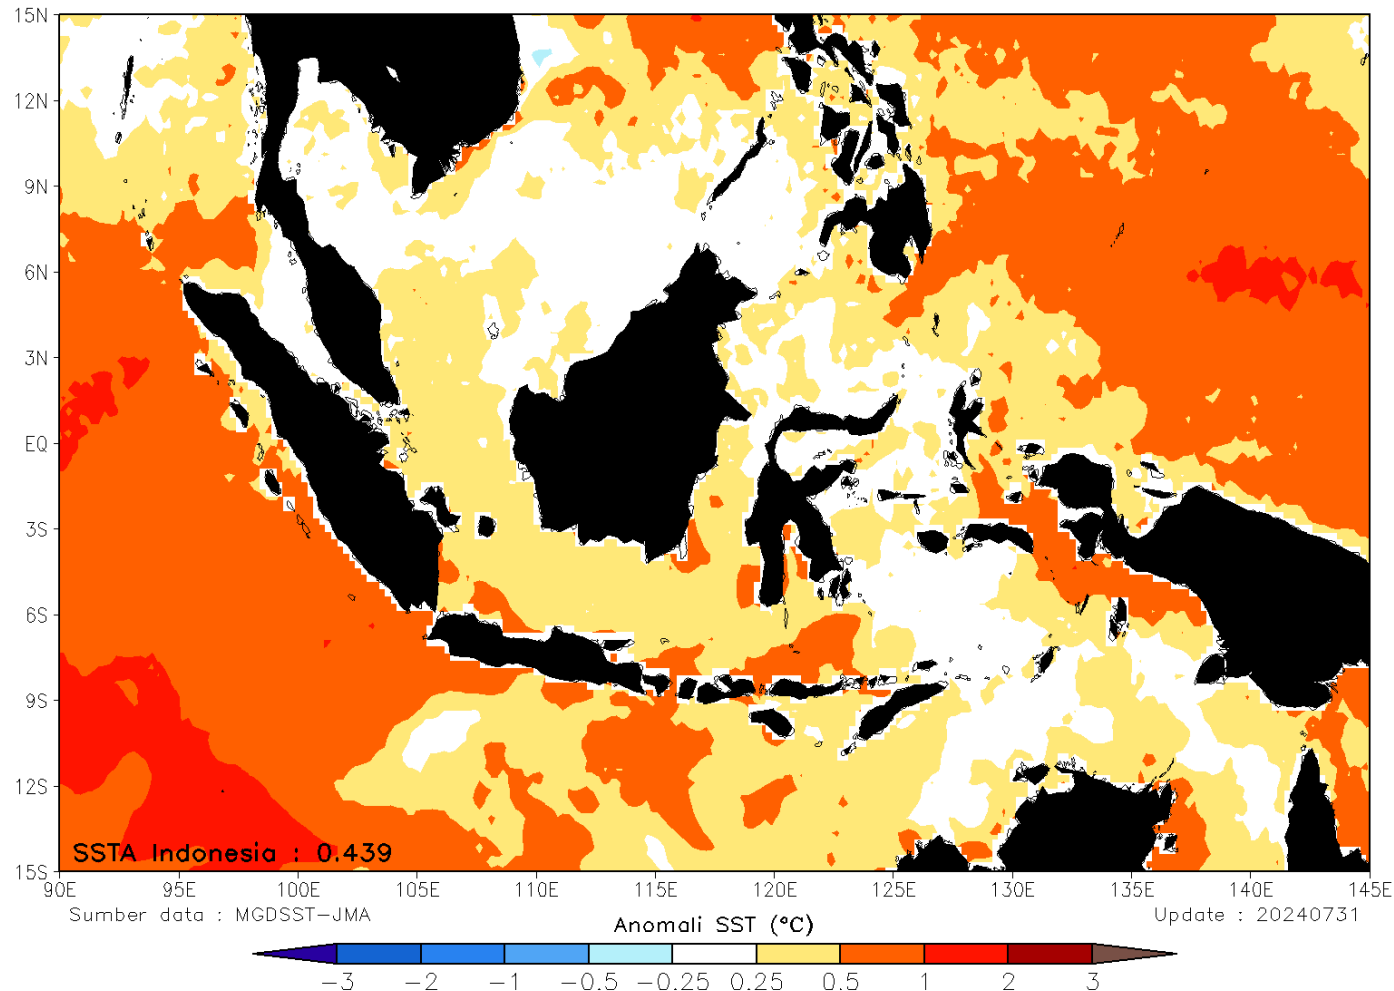 15N
12N
9N
6N
3N
EQ
3S
6S
9S
12S
15S
SSTA Indonesia : 0.439
90E 95E 100E 105E 110E 115E 120E 125E 130E 135E 140E 145E
Sumber data : MGDSST-JMA
Update : 20240731
Anomali SST (°C)
-3 -2 -1 -0.5 -0.25 0.25 0.5 1 2 3